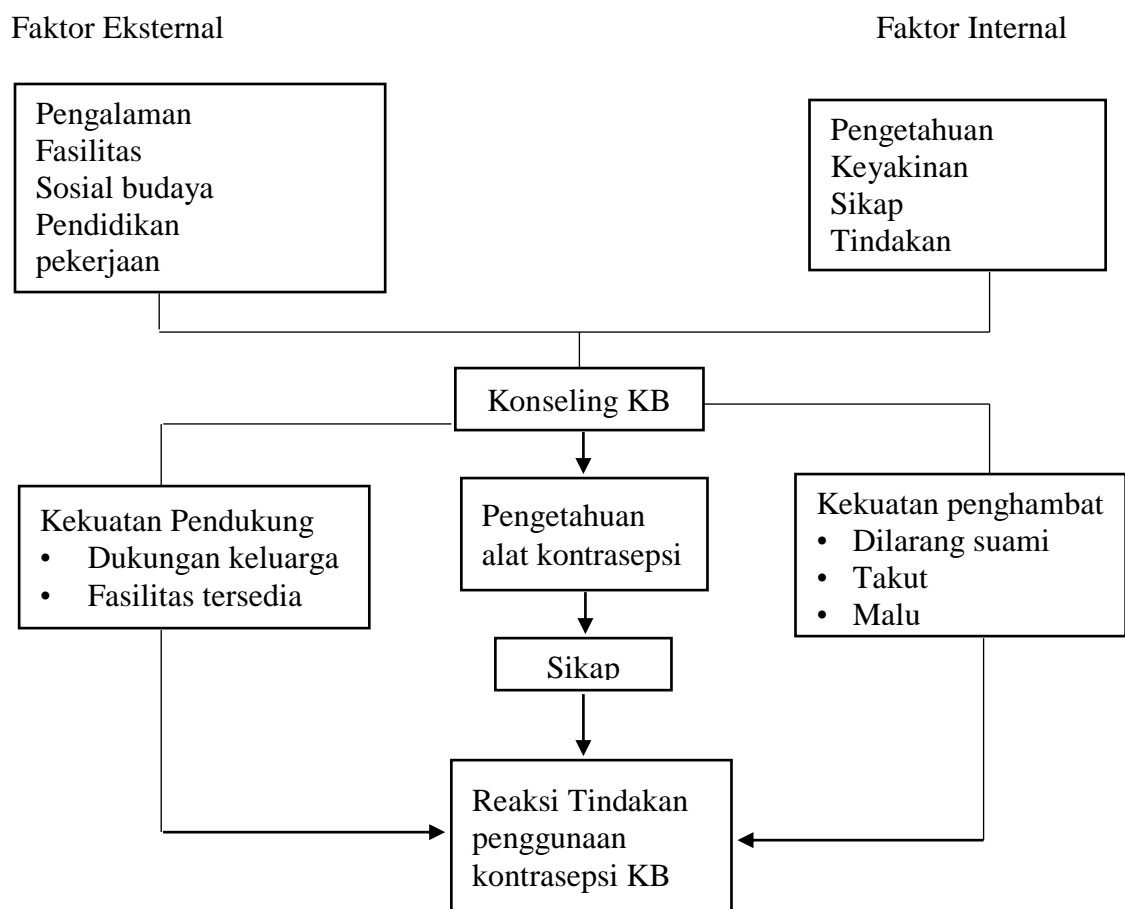 Faktor Eksternal
Faktor Internal
Pengalaman
Fasilitas
Sosial budaya
Pendidikan
pekerjaan
Pengetahuan
Keyakinan
Sikap
Tindakan
Konseling KB
Kekuatan Pendukung
• Dukungan keluarga
• Fasilitas tersedia
Pengetahuan
alat kontrasepsi
Kekuatan penghambat
• Dilarang suami
• Takut
• Malu
Sikap
Reaksi Tindakan
penggunaan
kontrasepsi KB